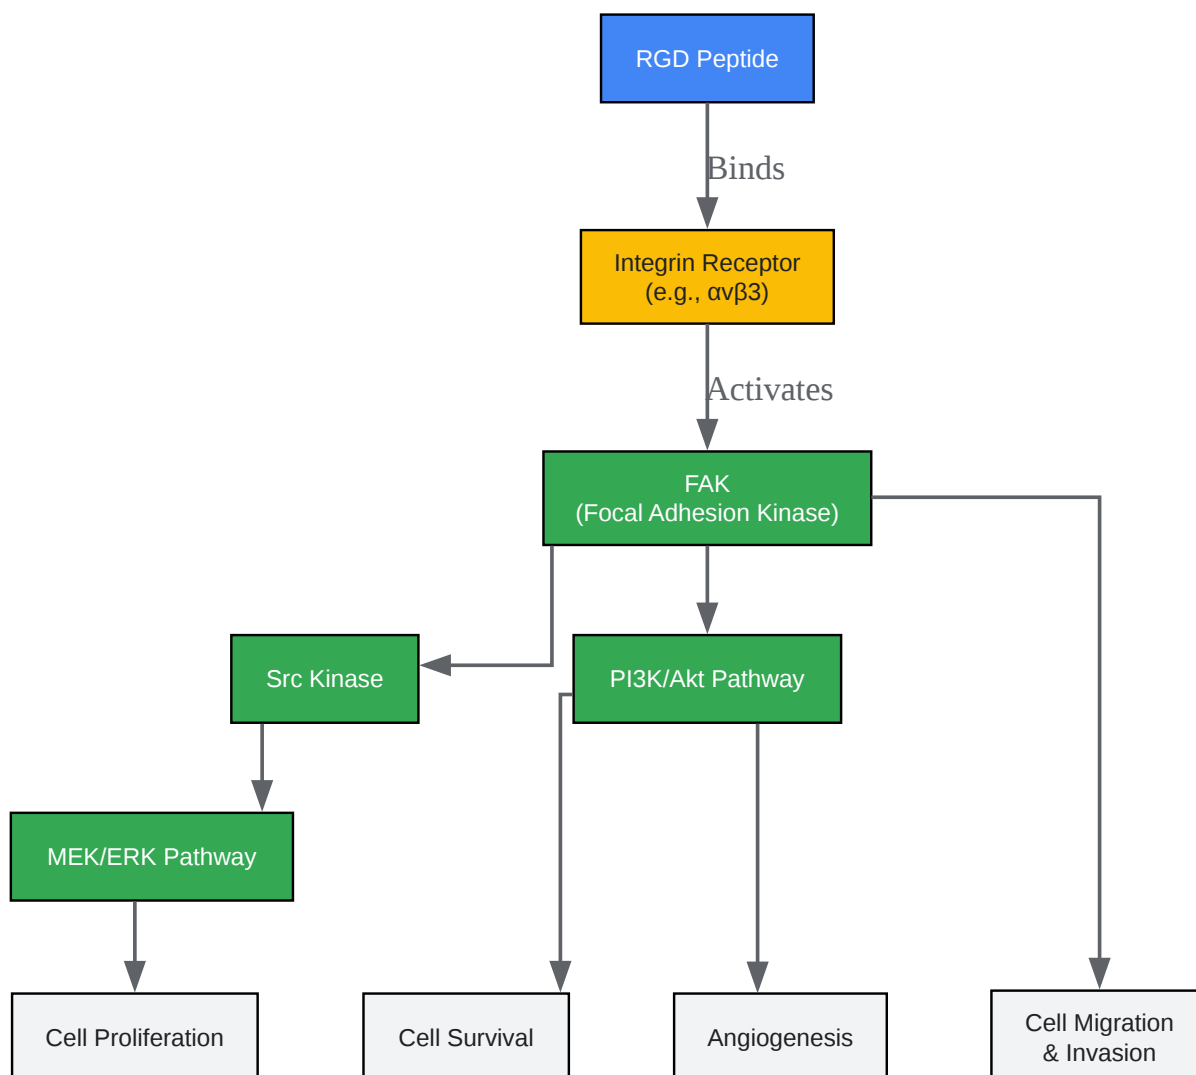 RGD Peptide
Binds
Integrin Receptor
(e.g., αvβ3)
Activates
FAK
(Focal Adhesion Kinase)
Src Kinase
PI3K/Akt Pathway
MEK/ERK Pathway
Cell Proliferation
Cell Survival
Angiogenesis
Cell Migration
& Invasion